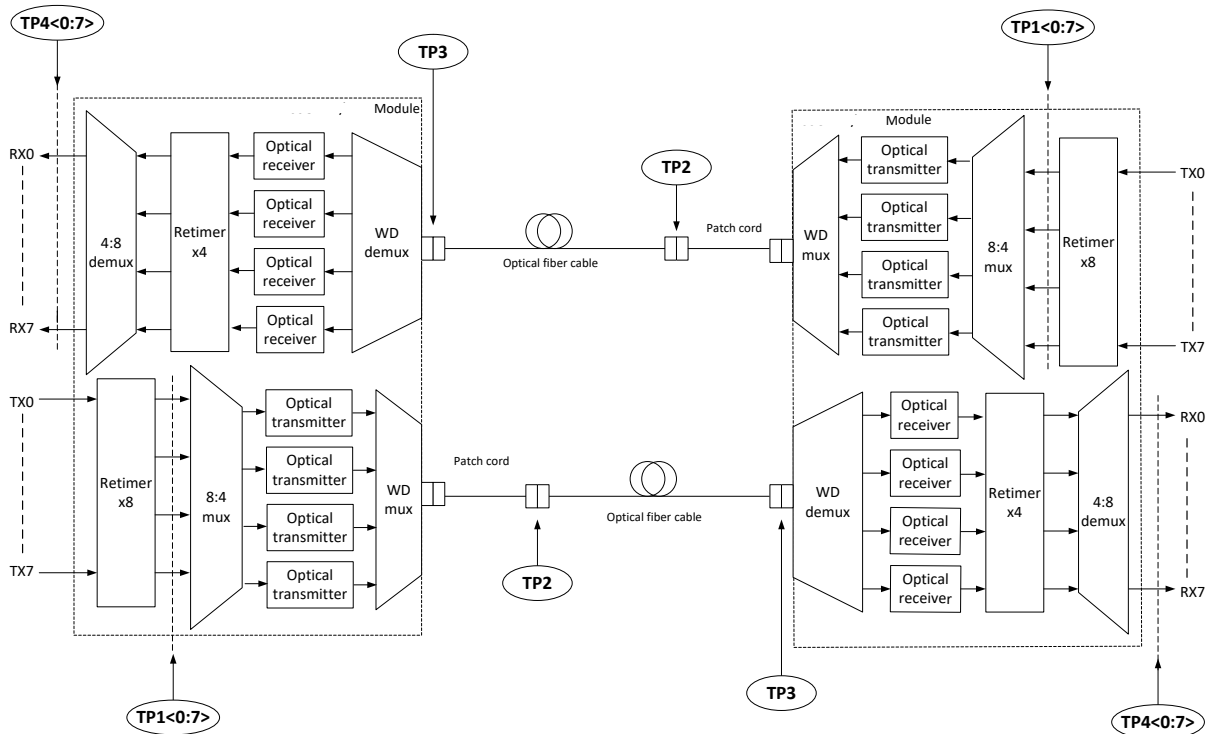 TP4<0:7>
TP1<0:7>
TP3
TP2
Module
Module
RX0
RX7
4:8
demux
Retimer
x4
Optical
receiver
Optical
receiver
Optical
receiver
Optical
receiver
WD
demux
Optical fiber cable
Patch cord
WD
mux
Optical
transmitter
Optical
transmitter
Optical
transmitter
Optical
transmitter
8:4
mux
Retimer
x8
TX0
TX7
TX0
TX7
Retimer
x8
8:4
mux
Optical
transmitter
Optical
transmitter
Optical
transmitter
Optical
transmitter
WD
mux
Patch cord
Optical fiber cable
WD
demux
Optical
receiver
Optical
receiver
Optical
receiver
Optical
receiver
Retimer
x4
4:8
demux
RX0
RX7
TP2
TP3
TP1<0:7>
TP4<0:7>